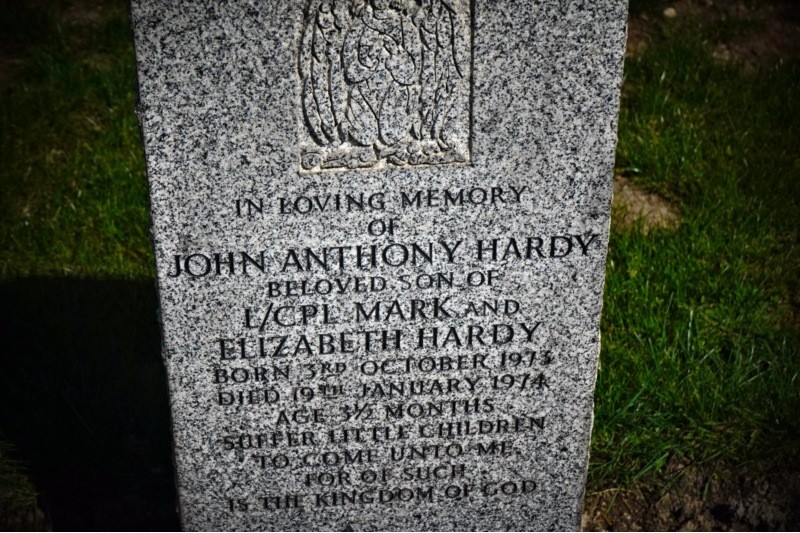 IN LOVING MEMORY
OF
JOHN ANTHONY HARDY
BELOVED SON OF
L/CPL MARK AND
ELIZABETH HARDY
BORN 3RD OCTOBER 1973
DIED 19TH JANUARY 1974
AGE 3½ MONTHS
SUFFER LITTLE CHILDREN
TO COME UNTO ME,
FOR OF SUCH
IS THE KINGDOM OF GOD